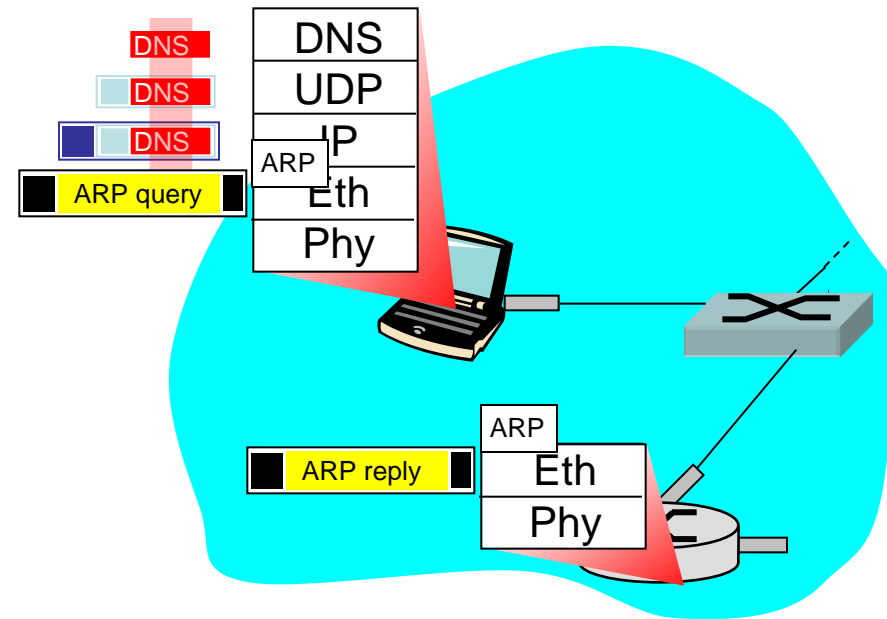 DNS
DNS
DNS
ARP query
DNS
UDP
IP
ARP
Eth
Phy
ARP
ARP reply
Eth
Phy